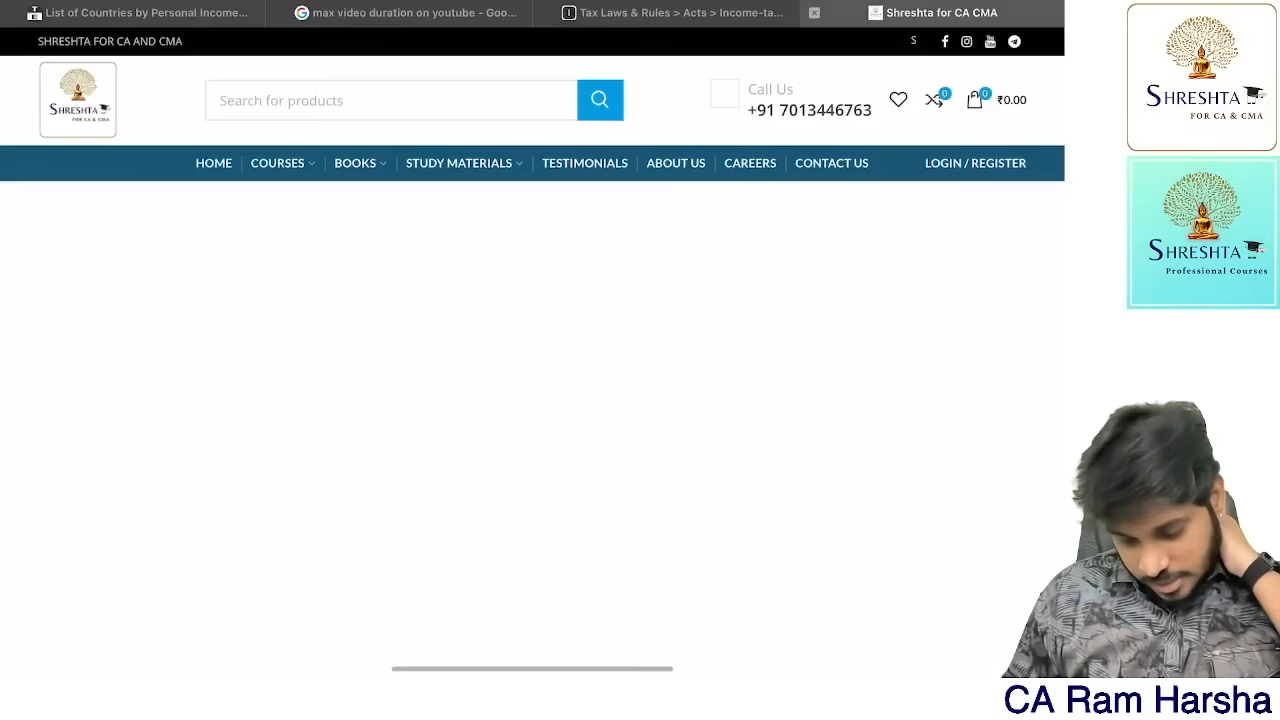 List of Countries by Personal Income...
max video duration on youtube - Goo...
Tax Laws & Rules > Acts > Income-ta...
Shreshta for CA CMA
SHRESHTA FOR CA AND CMA
S
SHRESHTA
FOR CA & CMA
Search for products
Call Us
+91 7013446763
0
0
₹0.00
HOME
COURSES
BOOKS
STUDY MATERIALS
TESTIMONIALS
ABOUT US
CAREERS
CONTACT US
LOGIN / REGISTER
SHRESHTA
FOR CA & CMA
SHRESHTA
Professional Courses
CA Ram Harsha